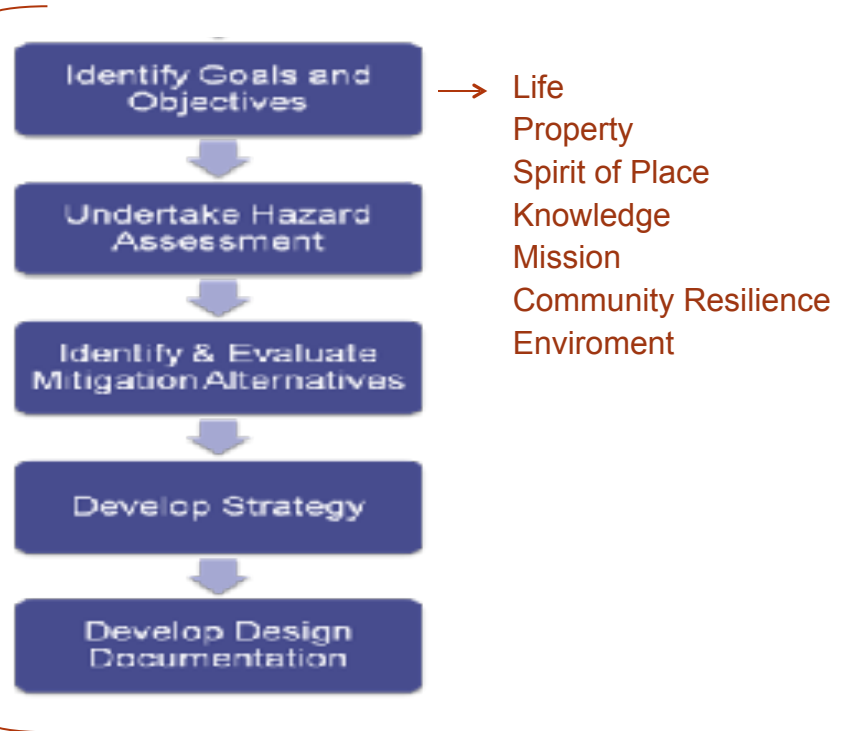 Identify Goals and
Objectives
Life
Property
Spirit of Place
Knowledge
Mission
Community Resilience
Enviroment
Undertake Hazard
Assessment
Identify & Evaluate
Mitigation Alternatives
Develop Strategy
Develop Design
Documentation